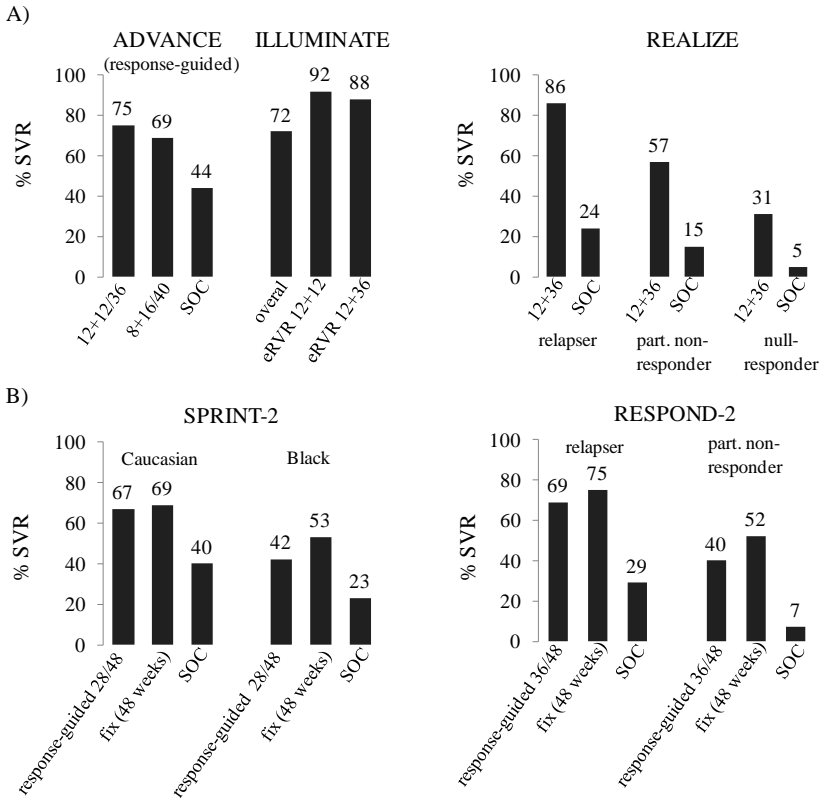 A)
ADVANCE
(response-guided)
ILLUMINATE
% SVR
100
80
60
40
20
0
75
69
44
72
92
88
12+12/36
8+16/40
SOC
overal
eRVR 12+12
eRVR 12+36
REALIZE
% SVR
100
80
60
40
20
0
86
24
57
15
31
5
12+36
SOC
12+36
SOC
12+36
SOC
relapser
part. non-
responder
null-
responder
B)
SPRINT-2
% SVR
100
80
60
40
20
0
Caucasian
Black
67
69
40
42
53
23
response-guided 28/48
fix (48 weeks)
SOC
response-guided 28/48
fix (48 weeks)
SOC
RESPOND-2
% SVR
100
80
60
40
20
0
relapser
part. non-
responder
69
75
29
40
52
7
response-guided 36/48
fix (48 weeks)
SOC
response-guided 36/48
fix (48 weeks)
SOC